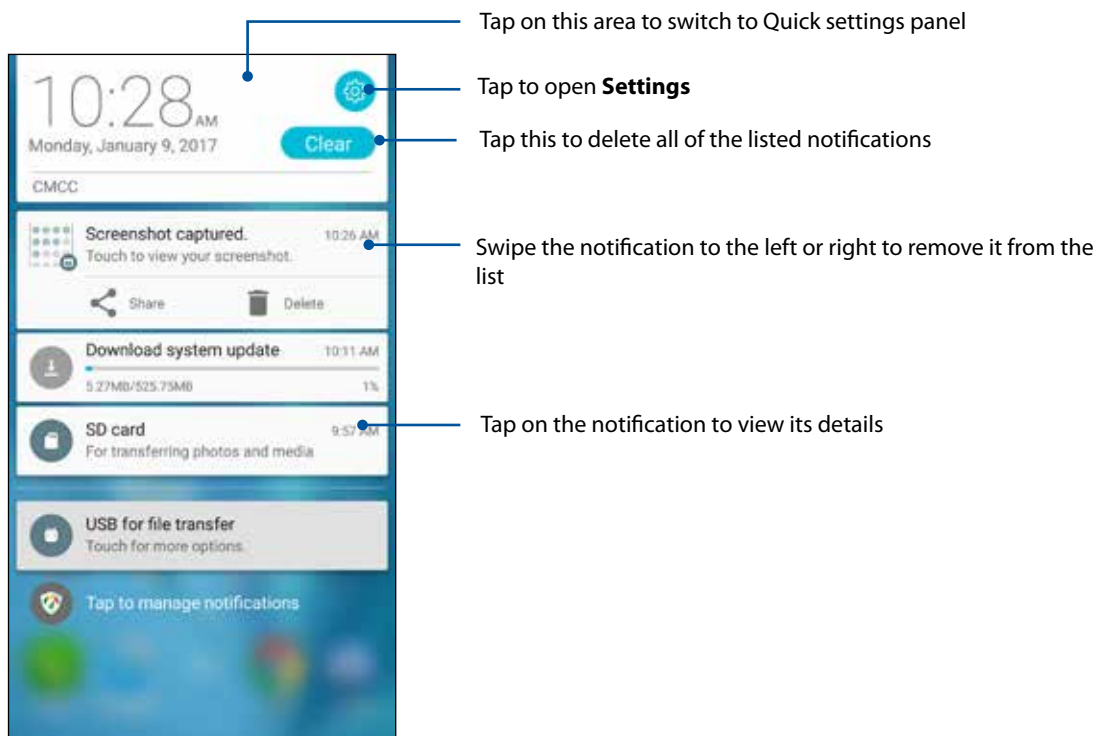 Tap on this area to switch to Quick settings panel
10:28 AM
Tap to open Settings
Monday, January 9, 2017
Clear
Tap this to delete all of the listed notifications
CMCC
Screenshot captured.
10:26 AM
Touch to view your screenshot.
Swipe the notification to the left or right to remove it from the
list
Share
Delete
Download system update
10:11 AM
5.27MB/525.75MB
1%
SD card
9:57 AM
Tap on the notification to view its details
For transferring photos and media
USB for file transfer
Touch for more options.
Tap to manage notifications